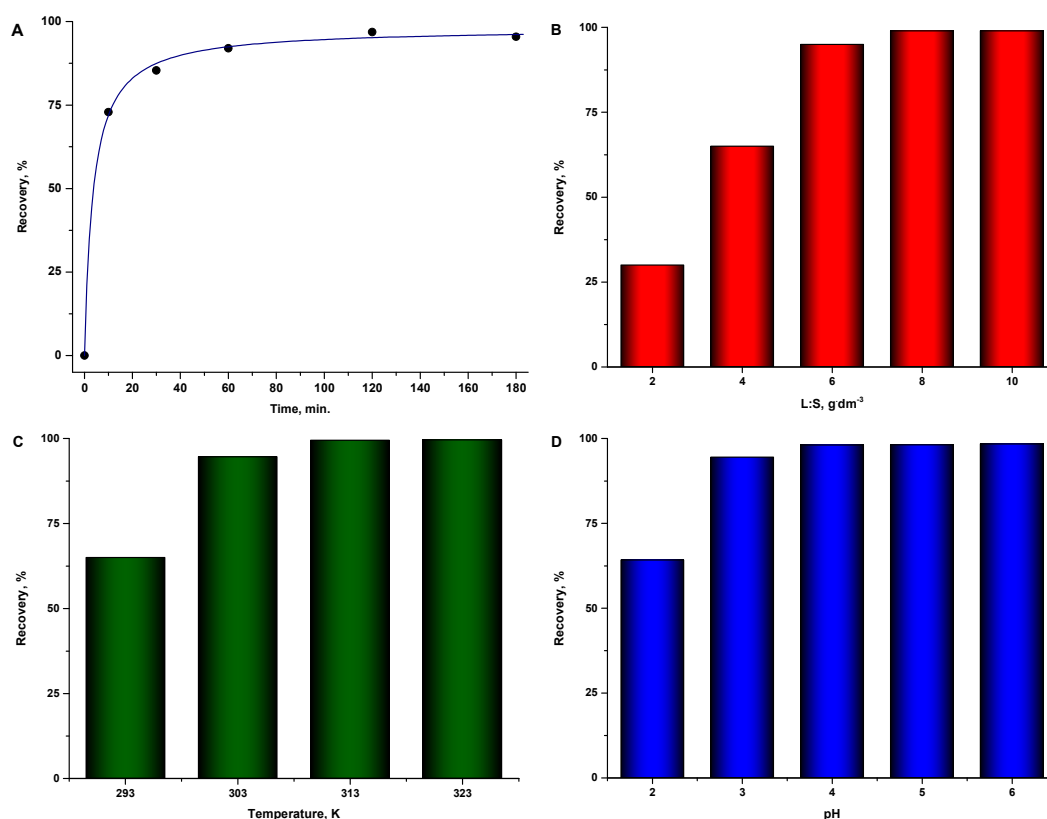 A
100
75
50
25
0
Recovery, %
0 20 40 60 80 100 120 140 160 180
Time, min.
B
100
75
50
25
0
Recovery, %
2 4 6 8 10
L:S, g·dm⁻³
C
100
75
50
25
0
Recovery, %
293 303 313 323
Temperature, K
D
100
75
50
25
0
Recovery, %
2 3 4 5 6
pH